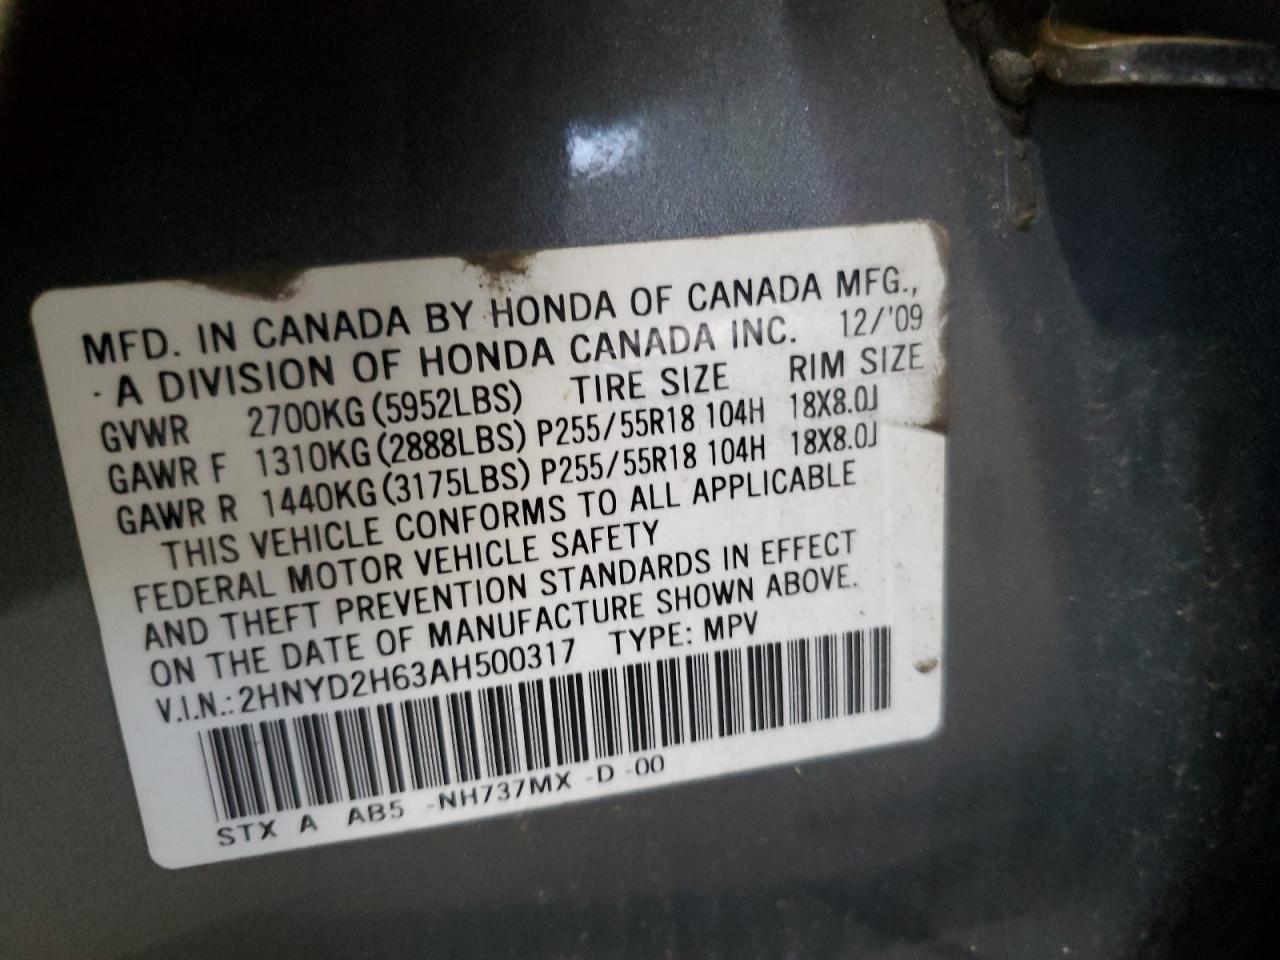 MFD. IN CANADA BY HONDA OF CANADA MFG.,
A DIVISION OF HONDA CANADA INC. 12/'09
GVWR 2700KG (5952LBS) TIRE SIZE RIM SIZE
GAWR F 1310KG (2888LBS) P255/55R18 104H 18X8.0J
GAWR R 1440KG (3175LBS) P255/55R18 104H 18X8.0J
THIS VEHICLE CONFORMS TO ALL APPLICABLE
FEDERAL MOTOR VEHICLE SAFETY
AND THEFT PREVENTION STANDARDS IN EFFECT
ON THE DATE OF MANUFACTURE SHOWN ABOVE.
V.I.N.: 2HNYD2H63AH500317 TYPE: MPV
STX A AB5 -NH737MX -D -00